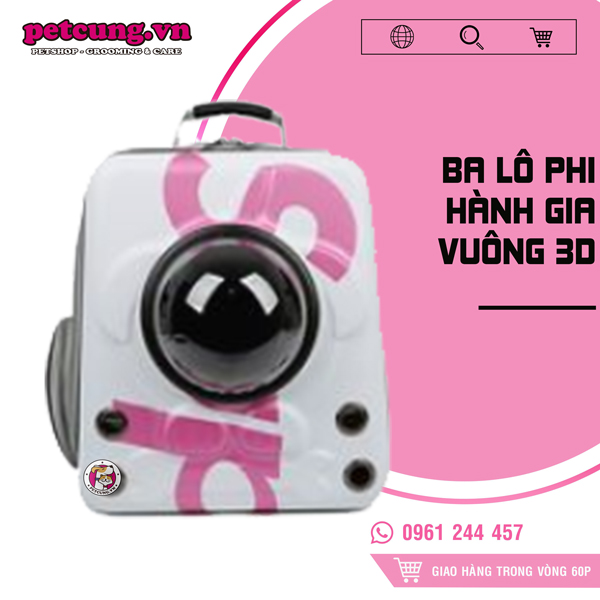 petcung.vn
PETSHOP - GROOMING & CARE
BA LÔ PHI
HÀNH GIA
VUÔNG 3D
0961 244 457
GIAO HÀNG TRONG VÒNG 60P